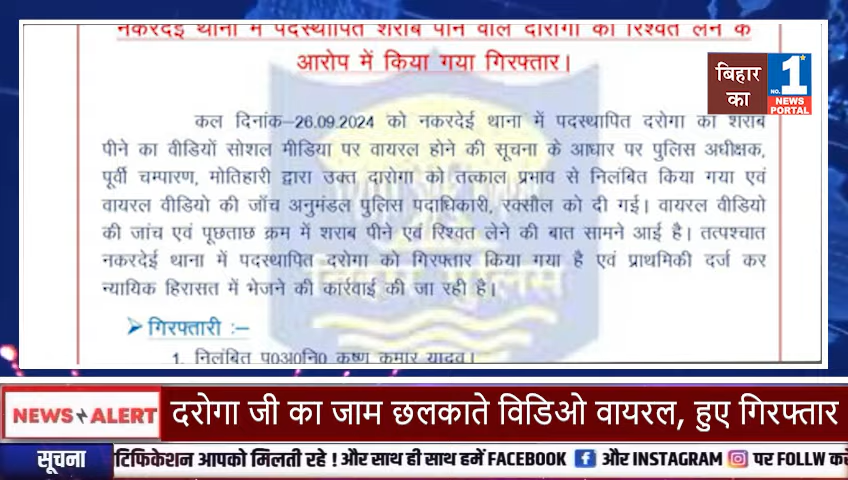 नकरदेई थाना में पदस्थापित शराब पीने वाले दारोगा को रिश्वत लेने के
आरोप में किया गया गिरफ्तार।
बिहार
का
1
NO.
NEWS
PORTAL
कल दिनांक–26.09.2024 को नकरदेई थाना में पदस्थापित दरोगा का शराब
पीने का वीडियों सोशल मीडिया पर वायरल होने की सूचना के आधार पर पुलिस अधीक्षक,
पूर्वी चम्पारण, मोतिहारी द्वारा उक्त दारोगा को तत्काल प्रभाव से निलंबित किया गया एवं
वायरल वीडियो की जाँच अनुमंडल पुलिस पदाधिकारी, रक्सौल को दी गई। वायरल वीडियो
की जांच एवं पूछताछ क्रम में शराब पीने एवं रिश्वत लेने की बात सामने आई है। तत्पश्चात
नकरदेई थाना में पदस्थापित दरोगा को गिरफ्तार किया गया है एवं प्राथमिकी दर्ज कर
न्यायिक हिरासत में भेजने की कार्रवाई की जा रही है।
➤ गिरफ्तारी :–
1. निलंबित पु0अ0नि0 कृष्ण कुमार यादव।
NEWS ALERT
दरोगा जी का जाम छलकाते विडिओ वायरल, हुए गिरफ्तार
सूचना
टिफिकेशन आपको मिलती रहे ! और साथ ही साथ हमें FACEBOOK और INSTAGRAM पर FOLLW करें